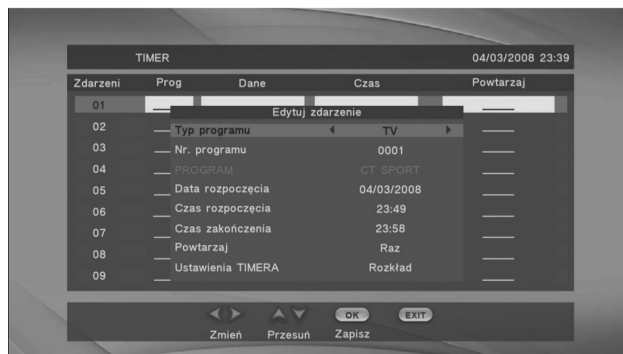 TIMER 04/03/2008 23:39
Zdarzeni Prog Dane Czas Powtarzaj
01
Edytuj zdarzenie
02
Typ programu TV
03
Nr. programu 0001
04
PROGRAM CT SPORT
05
Data rozpoczęcia 04/03/2008
06
Czas rozpoczęcia 23:49
07
Czas zakończenia 23:58
08
Powtarzaj Raz
09
Ustawienia TIMERA Rozkład
OK EXIT
Zmień Przesuń Zapisz